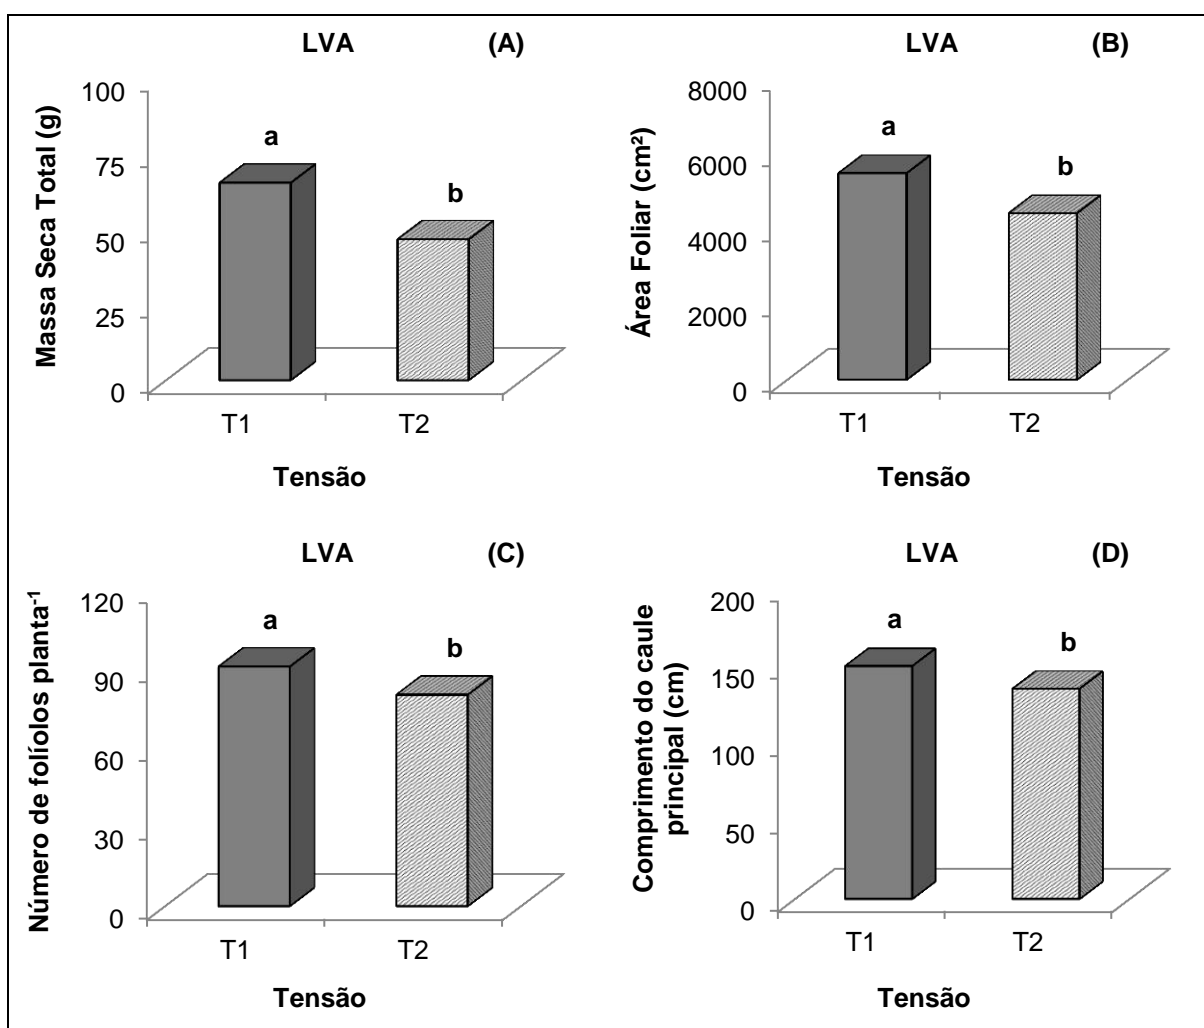 LVA (A)
Massa Seca Total (g)
100
75
50
25
0
a
b
T1 T2
Tensão
LVA (B)
Área Foliar (cm²)
8000
6000
4000
2000
0
a
b
T1 T2
Tensão
LVA (C)
Número de folíolos planta⁻¹
120
90
60
30
0
a
b
T1 T2
Tensão
LVA (D)
Comprimento do caule
principal (cm)
200
150
100
50
0
a
b
T1 T2
Tensão